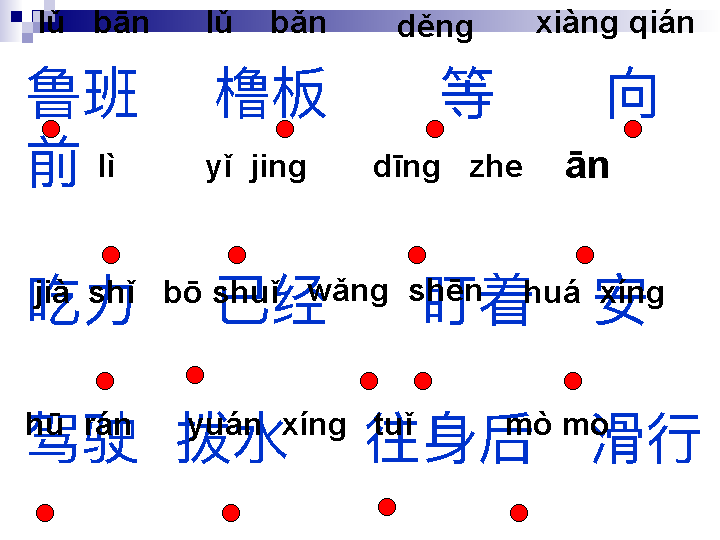 lǔ bān lǔ bǎn děng xiàng qián
鲁班 橹板 等 向
前 lì yǐ jing dīng zhe ān
jià shǐ bō shuǐ wǎng shēn huá xíng
吃力 已经 盯着 安
hū rán yuán xíng tuǐ mò mò
驾驶 拨水 往身后 滑行